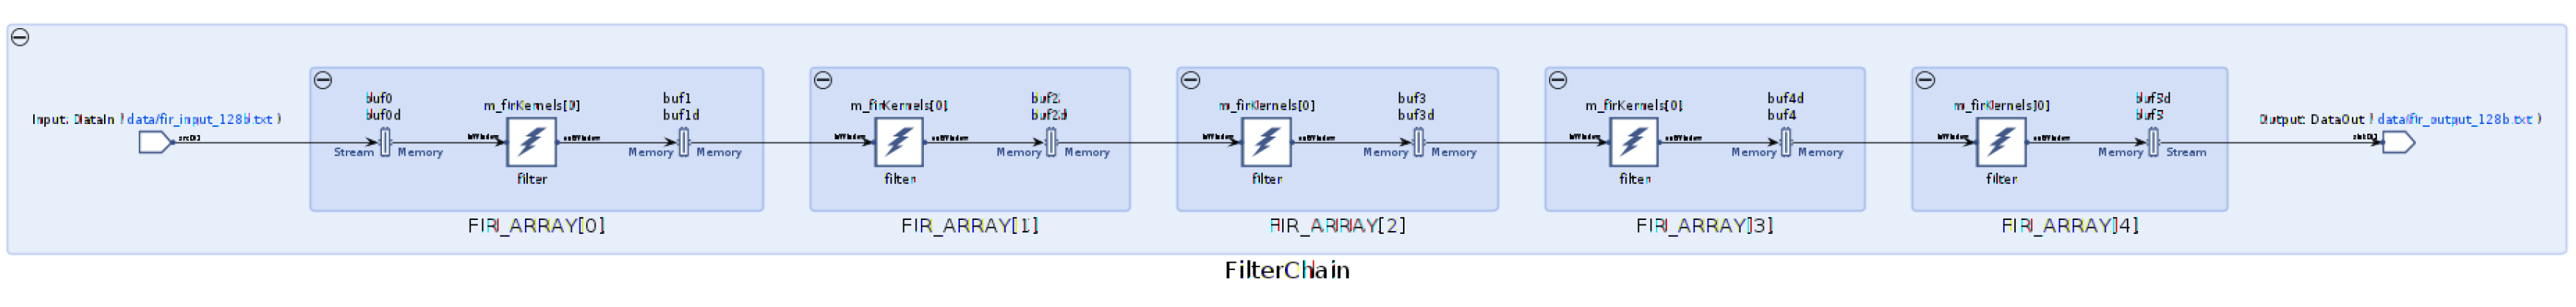 Input: DataIn ( data/fir_input_128b.txt )
Stream
buf0
buf0d
Memory
m_firKernels[0]
filter
buf1
buf1d
Memory
Memory
FIR_ARRAY[0]
m_firKernels[0]
filter
buf2
buf2d
Memory
Memory
FIR_ARRAY[1]
m_firKernels[0]
filter
buf3
buf3d
Memory
Memory
FIR_ARRAY[2]
m_firKernels[0]
filter
buf4d
buf4
Memory
Memory
FIR_ARRAY[3]
m_firKernels[0]
filter
buf5d
buf5
Memory
Stream
FIR_ARRAY[4]
Output: DataOut ( data/fir_output_128b.txt )
FilterChain